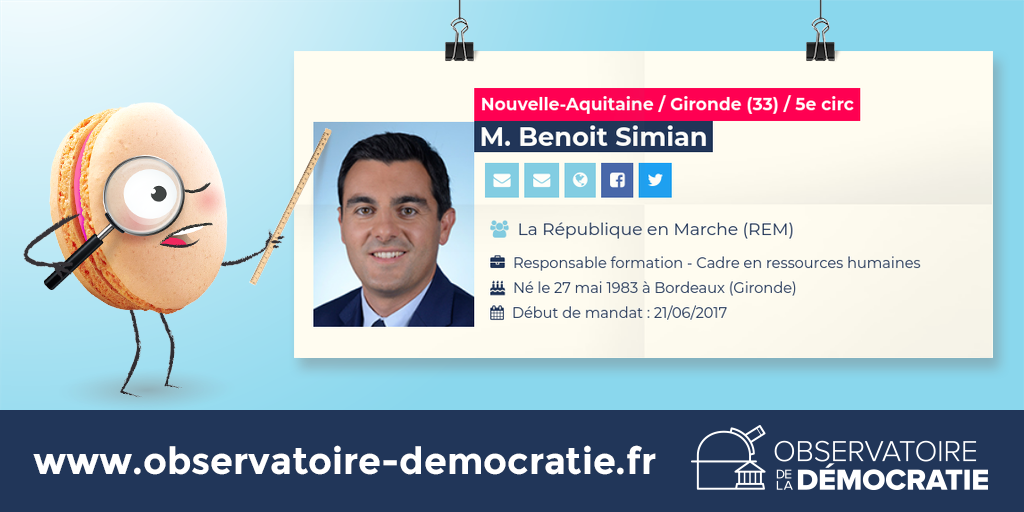 Nouvelle-Aquitaine / Gironde (33) / 5e circ
M. Benoit Simian
La République en Marche (REM)
Responsable formation - Cadre en ressources humaines
Né le 27 mai 1983 à Bordeaux (Gironde)
Début de mandat : 21/06/2017
www.observatoire-democratie.fr
OBSERVATOIRE
DE LA DÉMOCRATIE